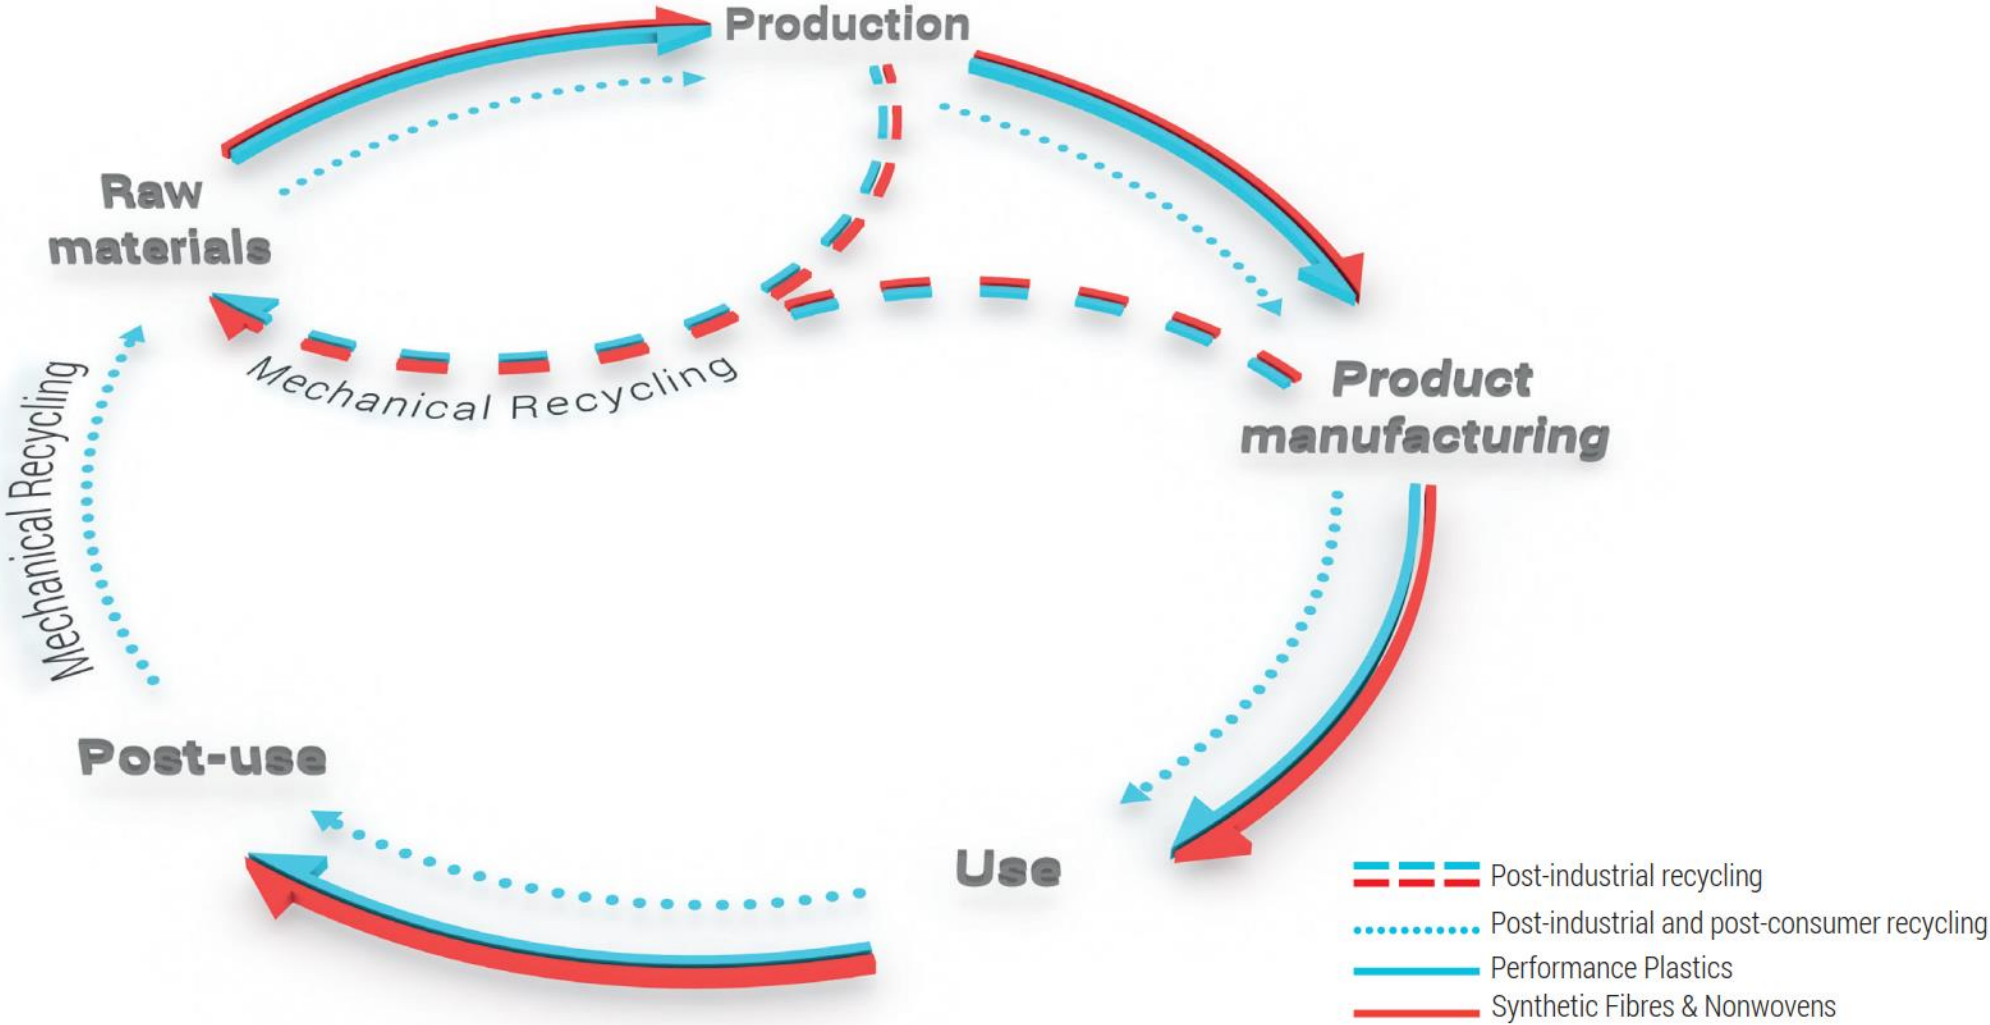 Production
Raw
materials
Mechanical Recycling
Product
manufacturing
Mechanical Recycling
Post-use
Use
Post-industrial recycling
Post-industrial and post-consumer recycling
Performance Plastics
Synthetic Fibres & Nonwovens